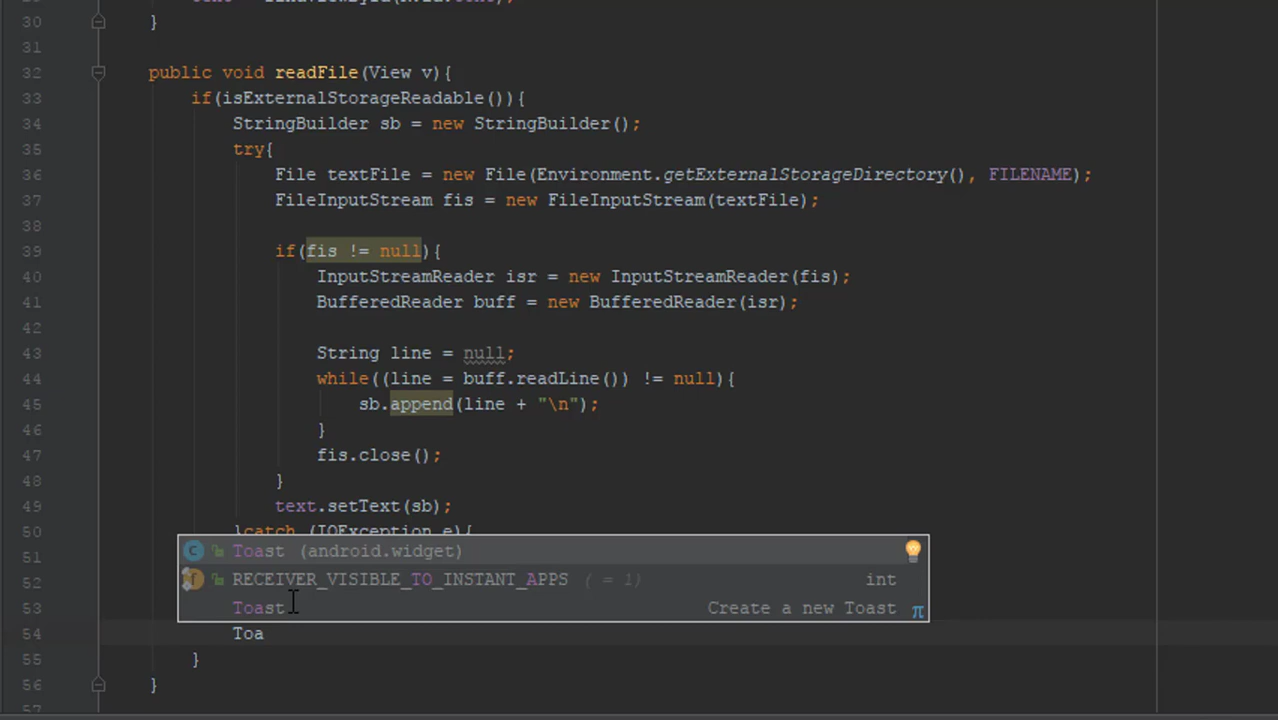 30 }
31
32 public void readFile(View v){
33 if(isExternalStorageReadable()){
34 StringBuilder sb = new StringBuilder();
35 try{
36 File textFile = new File(Environment.getExternalStorageDirectory(), FILENAME);
37 FileInputStream fis = new FileInputStream(textFile);
38
39 if(fis != null){
40 InputStreamReader isr = new InputStreamReader(fis);
41 BufferedReader buff = new BufferedReader(isr);
42
43 String line = null;
44 while((line = buff.readLine()) != null){
45 sb.append(line + "\n");
46 }
47 fis.close();
48 }
49 text.setText(sb);
50 }catch (IOException e){
51 Toast (android.widget)
52 RECEIVER_VISIBLE_TO_INSTANT_APPS ( = 1) int
53 Toast Create a new Toast
54 Toa
55 }
56 }
57